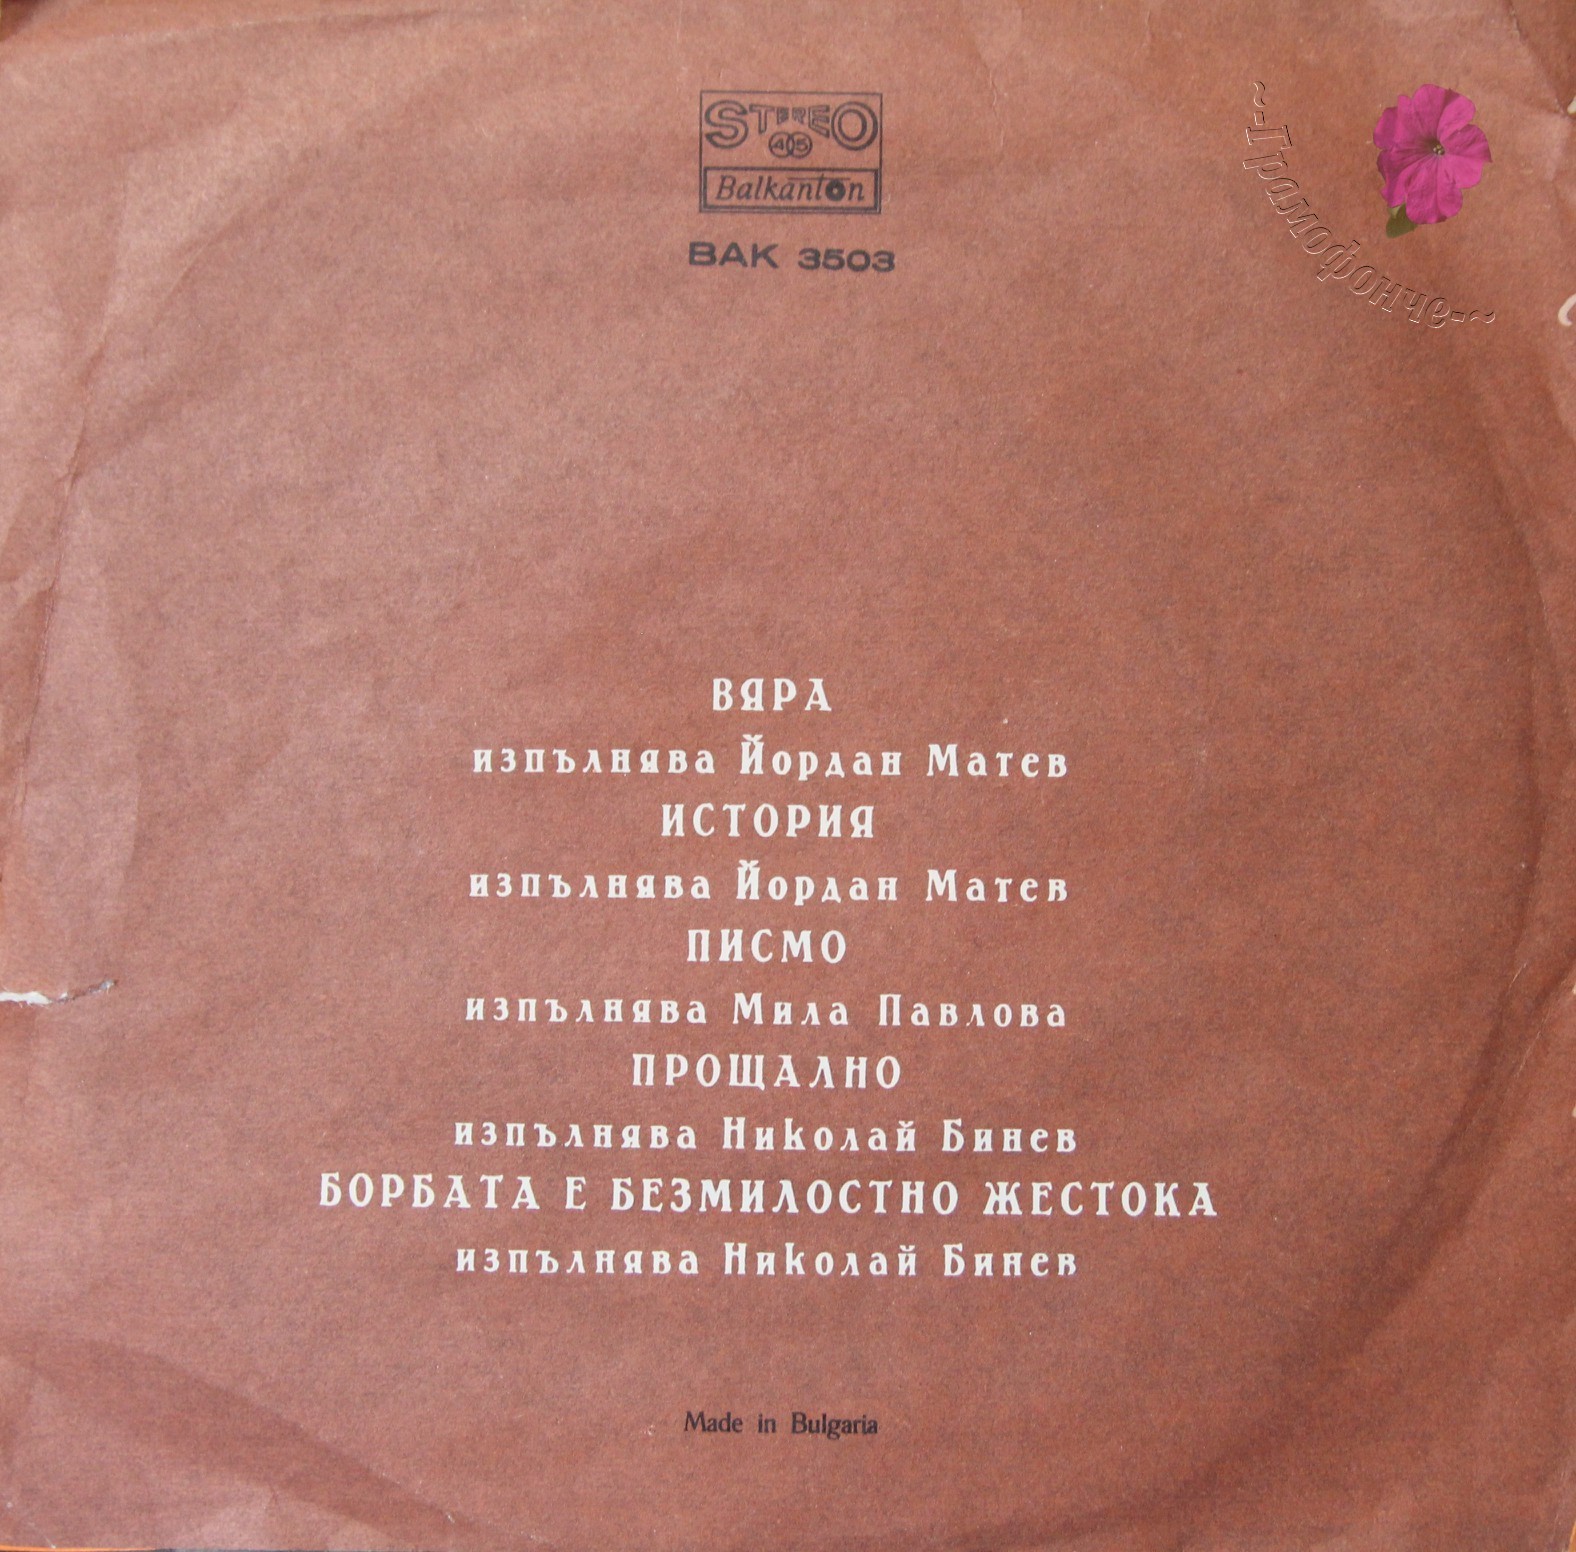 STEREO
45
Balkanton
ВАК 3503
~-Грамофонче-~
ВЯРА
изпълнява Йордан Матев
ИСТОРИЯ
изпълнява Йордан Матев
ПИСМО
изпълнява Мила Павлова
ПРОЩАЛНО
изпълнява Николай Бинев
БОРБАТА Е БЕЗМИЛОСТНО ЖЕСТОКА
изпълнява Николай Бинев
Made in Bulgaria